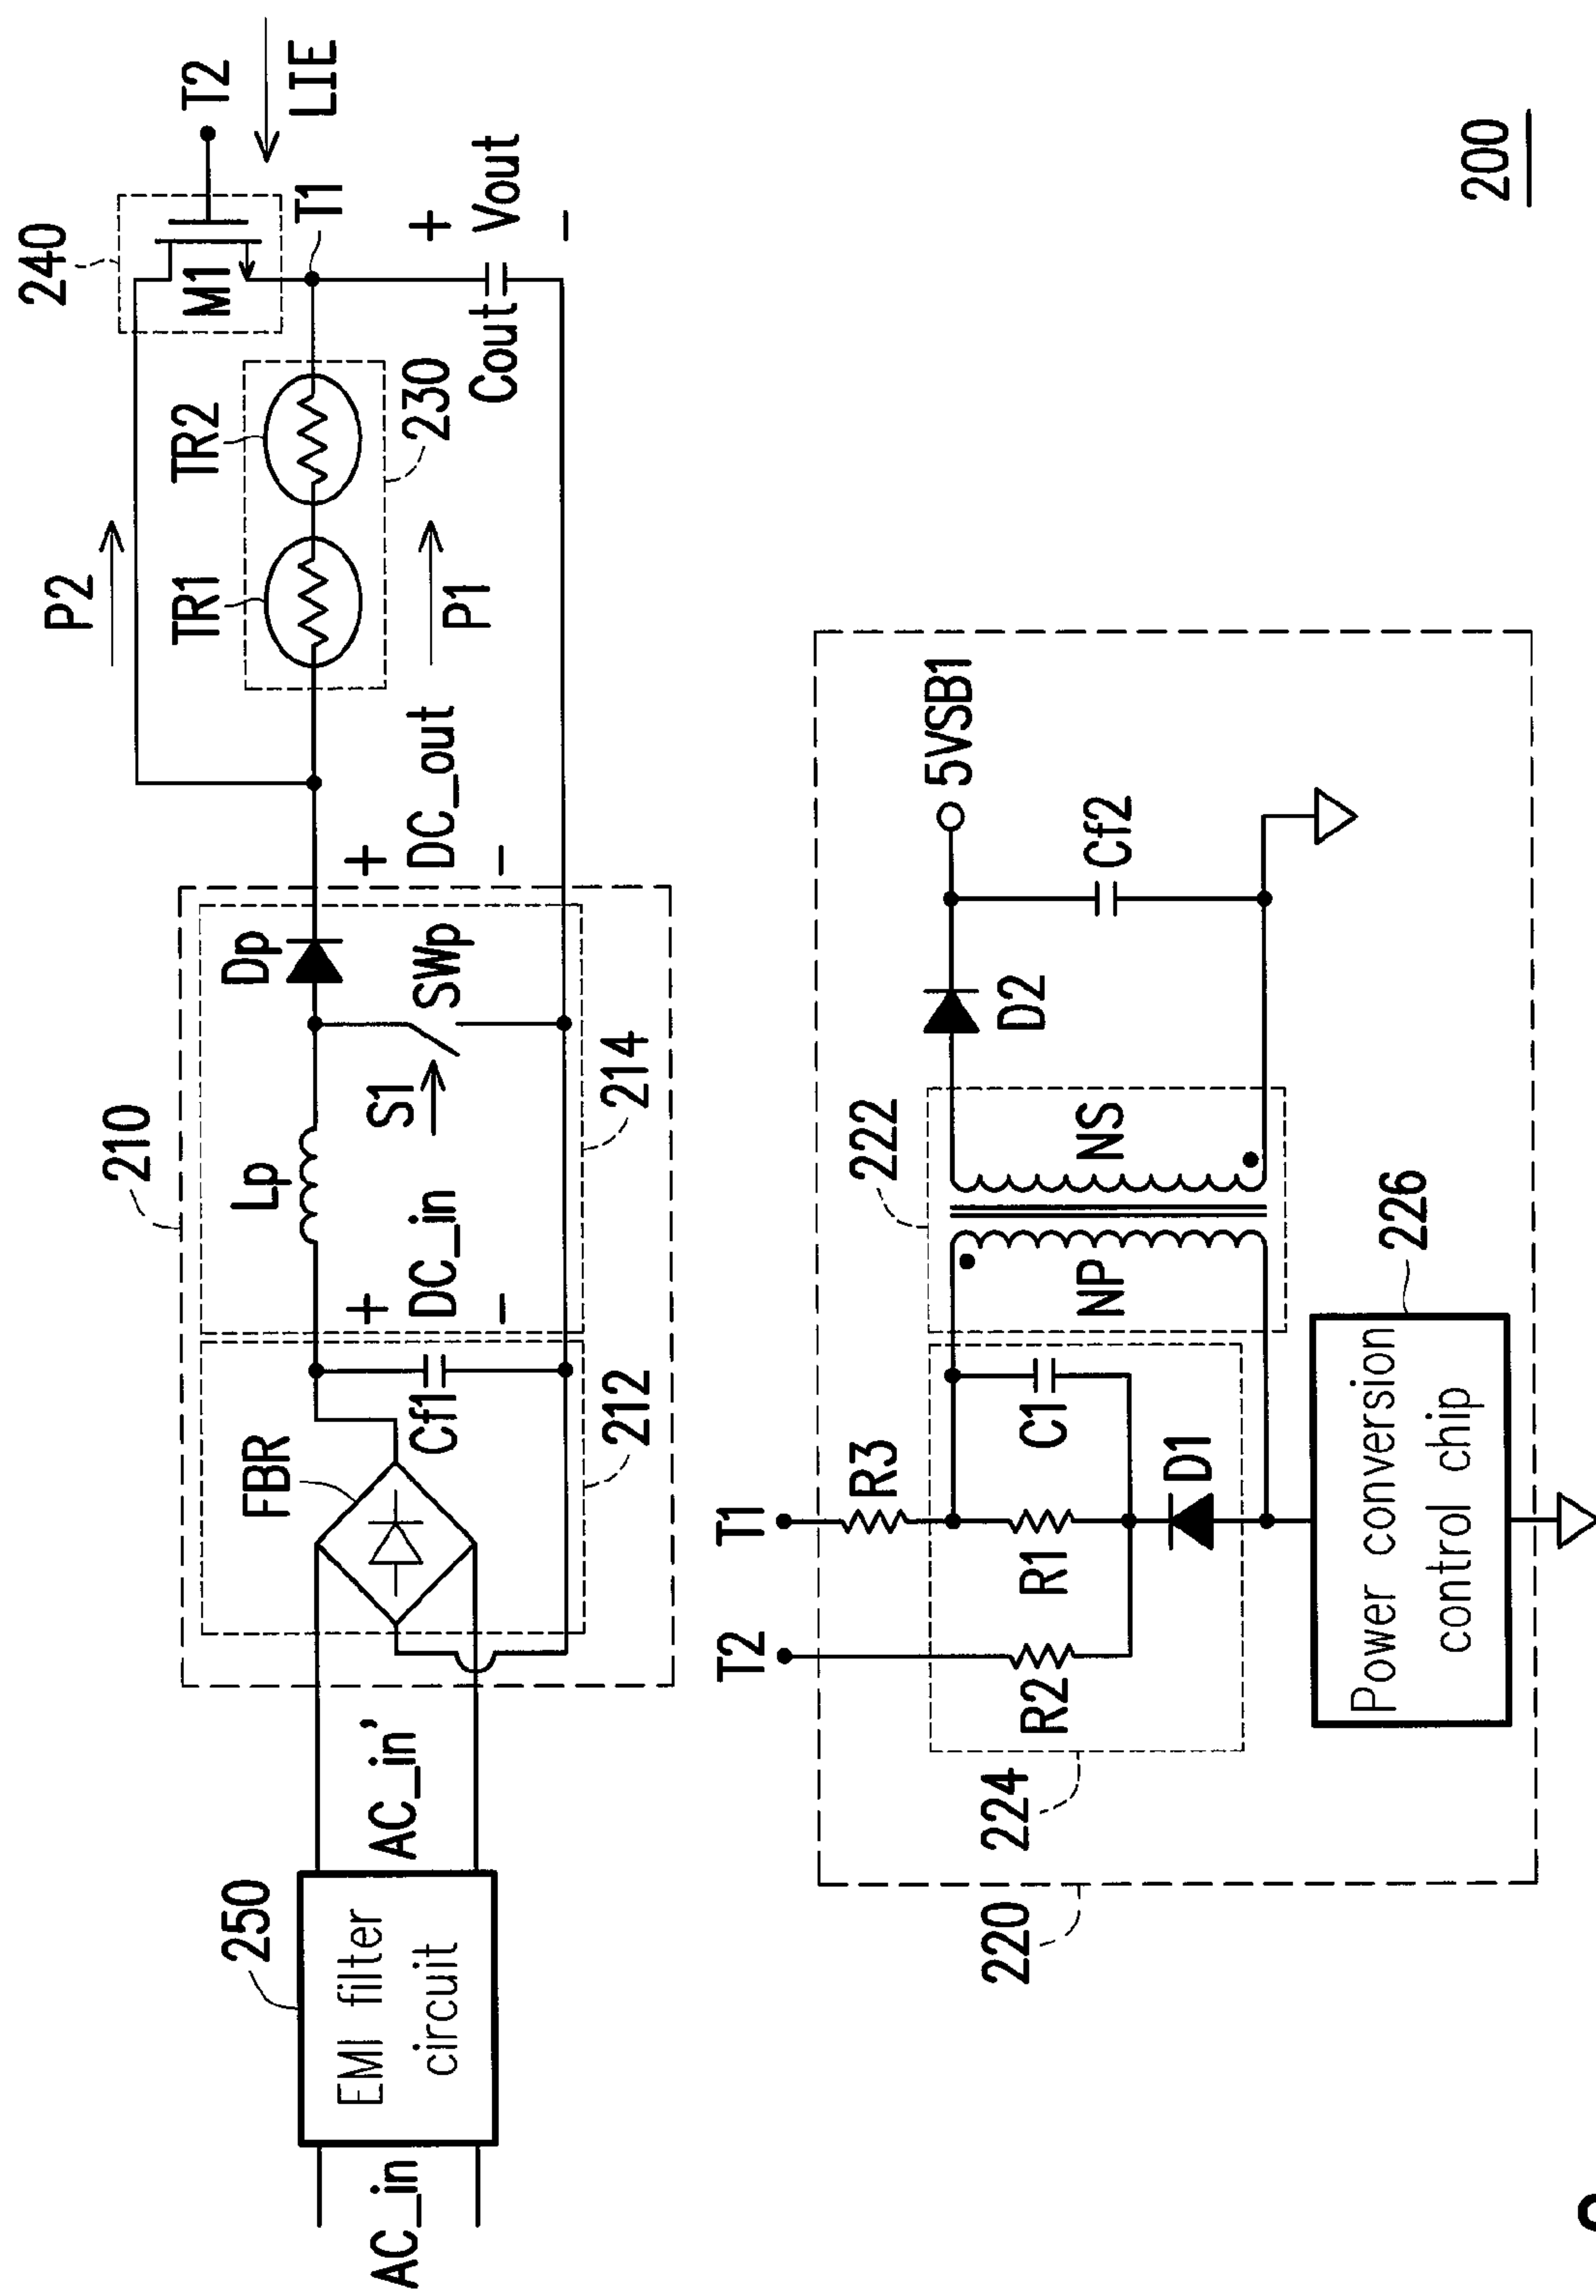 240
T2
LIE
P2
M1
T1
TR1
TR2
230
P1
+
Vout
−
Cout
210
Lp
Dp
+
DC_out
−
S1
SWp
214
FBR
+
DC_in
−
Cf1
212
250
EMI filter
circuit
AC_in
AC_in'
200
T2
T1
R3
222
5VSB1
D2
Cf2
NP
NS
R2
R1
C1
D1
224
220
226
Power conversion
control chip